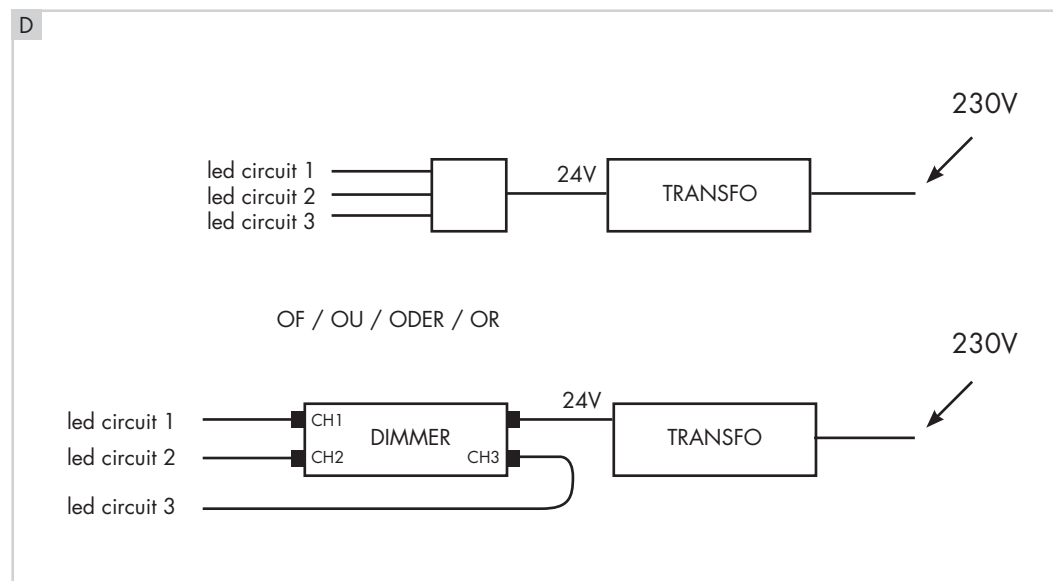 D
230V
led circuit 1
led circuit 2
led circuit 3
24V
TRANSFO
OF / OU / ODER / OR
230V
led circuit 1
led circuit 2
led circuit 3
CH1
CH2
DIMMER
CH3
24V
TRANSFO